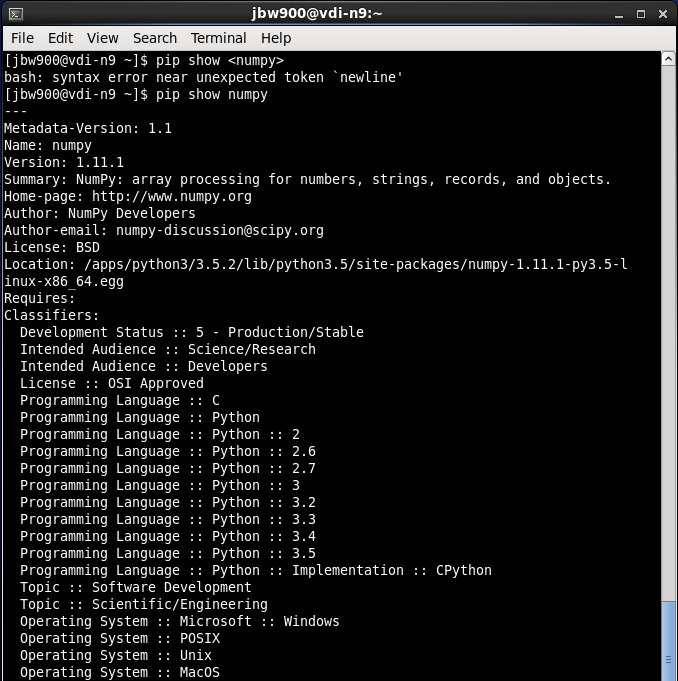 jbw900@vdi-n9:~
File Edit View Search Terminal Help
[jbw900@vdi-n9 ~]$ pip show <numpy>
bash: syntax error near unexpected token `newline'
[jbw900@vdi-n9 ~]$ pip show numpy
---
Metadata-Version: 1.1
Name: numpy
Version: 1.11.1
Summary: NumPy: array processing for numbers, strings, records, and objects.
Home-page: http://www.numpy.org
Author: NumPy Developers
Author-email: numpy-discussion@scipy.org
License: BSD
Location: /apps/python3/3.5.2/lib/python3.5/site-packages/numpy-1.11.1-py3.5-l
inux-x86_64.egg
Requires:
Classifiers:
  Development Status :: 5 - Production/Stable
  Intended Audience :: Science/Research
  Intended Audience :: Developers
  License :: OSI Approved
  Programming Language :: C
  Programming Language :: Python
  Programming Language :: Python :: 2
  Programming Language :: Python :: 2.6
  Programming Language :: Python :: 2.7
  Programming Language :: Python :: 3
  Programming Language :: Python :: 3.2
  Programming Language :: Python :: 3.3
  Programming Language :: Python :: 3.4
  Programming Language :: Python :: 3.5
  Programming Language :: Python :: Implementation :: CPython
  Topic :: Software Development
  Topic :: Scientific/Engineering
  Operating System :: Microsoft :: Windows
  Operating System :: POSIX
  Operating System :: Unix
  Operating System :: MacOS